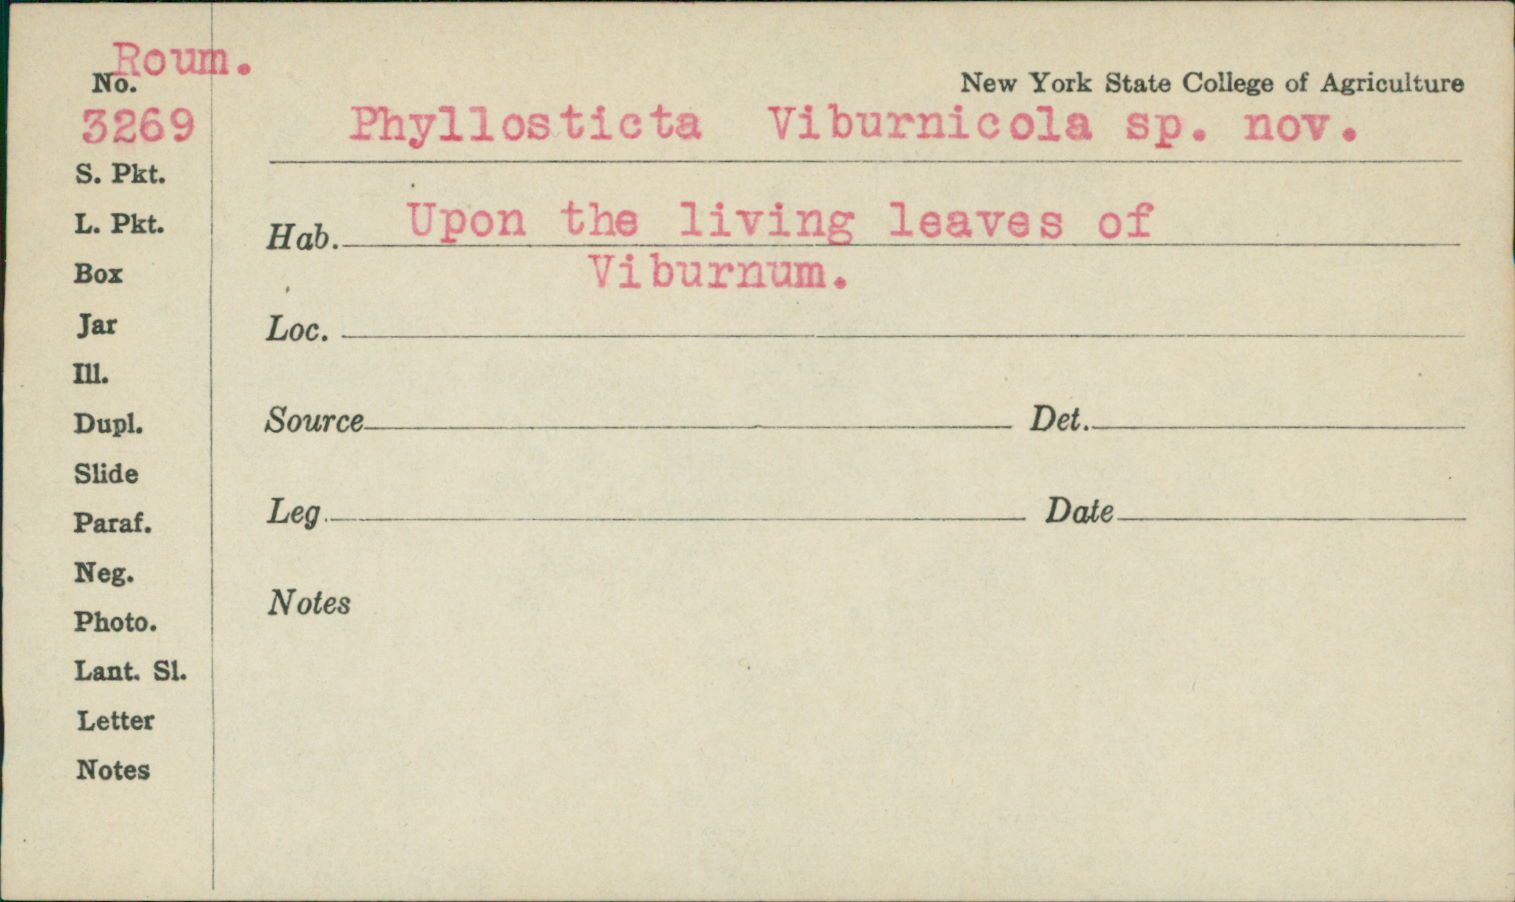 Roum.
No.
New York State College of Agriculture
3269
Phyllosticta Viburnicola sp. nov.
S. Pkt.
L. Pkt.
Hab. Upon the living leaves of
Viburnum.
Box
Jar
Loc.
Ill.
Dupl.
Source Det.
Slide
Paraf.
Leg. Date
Neg.
Notes
Photo.
Lant. Sl.
Letter
Notes